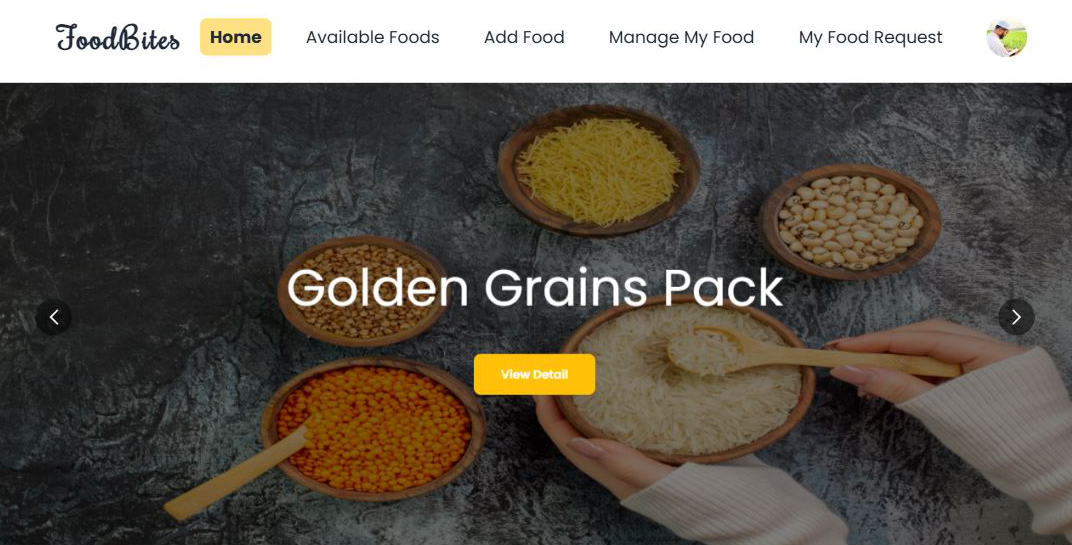 FoodBites
Home
Available Foods
Add Food
Manage My Food
My Food Request
Golden Grains Pack
View Detail